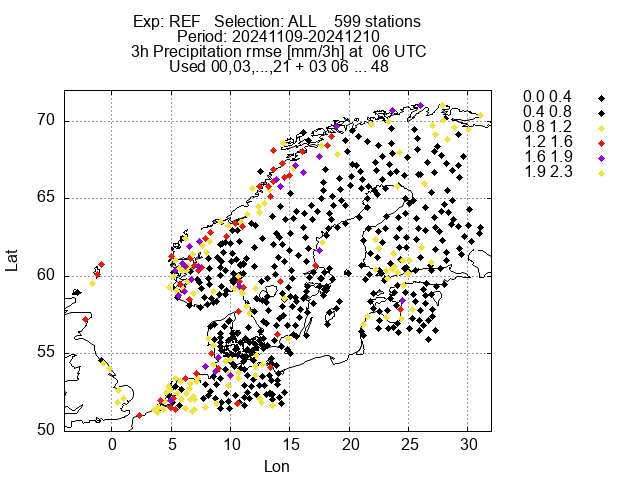 Exp: REF   Selection: ALL    599 stations
Period: 20241109-20241210
3h Precipitation rmse [mm/3h] at  06 UTC
Used 00,03,...,21 + 03 06 ... 48
0.0 0.4
0.4 0.8
0.8 1.2
1.2 1.6
1.6 1.9
1.9 2.3
70
65
60
55
50
Lat
0 5 10 15 20 25 30
Lon